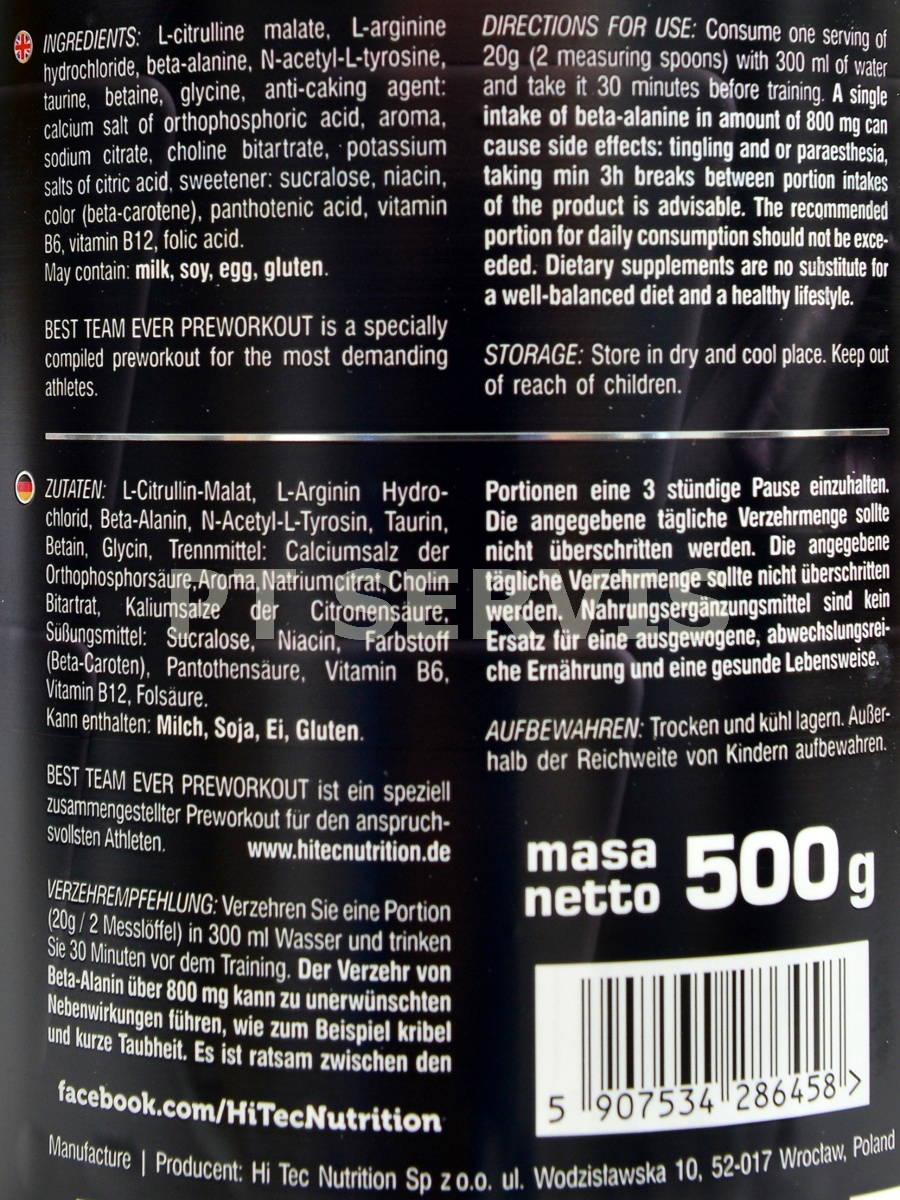 INGREDIENTS: L-citrulline malate, L-arginine
hydrochloride, beta-alanine, N-acetyl-L-tyrosine,
taurine, betaine, glycine, anti-caking agent:
calcium salt of orthophosphoric acid, aroma,
sodium citrate, choline bitartrate, potassium
salts of citric acid, sweetener: sucralose, niacin,
color (beta-carotene), panthotenic acid, vitamin
B6, vitamin B12, folic acid.
May contain: milk, soy, egg, gluten.
BEST TEAM EVER PREWORKOUT is a specially
compiled preworkout for the most demanding
athletes.
DIRECTIONS FOR USE: Consume one serving of
20g (2 measuring spoons) with 300 ml of water
and take it 30 minutes before training. A single
intake of beta-alanine in amount of 800 mg can
cause side effects: tingling and or paraesthesia,
taking min 3h breaks between portion intakes
of the product is advisable. The recommended
portion for daily consumption should not be exce-
eded. Dietary supplements are no substitute for
a well-balanced diet and a healthy lifestyle.
STORAGE: Store in dry and cool place. Keep out
of reach of children.
ZUTATEN: L-Citrullin-Malat, L-Arginin Hydro-
chlorid, Beta-Alanin, N-Acetyl-L-Tyrosin, Taurin,
Betain, Glycin, Trennmittel: Calciumsalz der
Orthophosphorsäure, Aroma, Natriumcitrat, Cholin
Bitartrat, Kaliumsalze der Citronensäure,
Süßungsmittel: Sucralose, Niacin, Farbstoff
(Beta-Caroten), Pantothensäure, Vitamin B6,
Vitamin B12, Folsäure.
Kann enthalten: Milch, Soja, Ei, Gluten.
BEST TEAM EVER PREWORKOUT ist ein speziell
zusammengestellter Preworkout für den anspruch-
svollsten Athleten.
www.hitecnutrition.de
VERZEHREMPFEHLUNG: Verzehren Sie eine Portion
(20g / 2 Messlöffel) in 300 ml Wasser und trinken
Sie 30 Minuten vor dem Training. Der Verzehr von
Beta-Alanin über 800 mg kann zu unerwünschten
Nebenwirkungen führen, wie zum Beispiel kribel
und kurze Taubheit. Es ist ratsam zwischen den
Portionen eine 3 stündige Pause einzuhalten.
Die angegebene tägliche Verzehrmenge sollte
nicht überschritten werden. Die angegebene
tägliche Verzehrmenge sollte nicht überschritten
werden. Nahrungsergänzungsmittel sind kein
Ersatz für eine ausgewogene, abwechslungsrei-
che Ernährung und eine gesunde Lebensweise.
AUFBEWAHREN: Trocken und kühl lagern. Außer-
halb der Reichweite von Kindern aufbewahren.
PT SERVIS
masa
netto 500 g
5 907534 286458 >
facebook.com/HiTecNutrition
Manufacture | Producent: Hi Tec Nutrition Sp z o.o. ul. Wodzisławska 10, 52-017 Wrocław, Poland